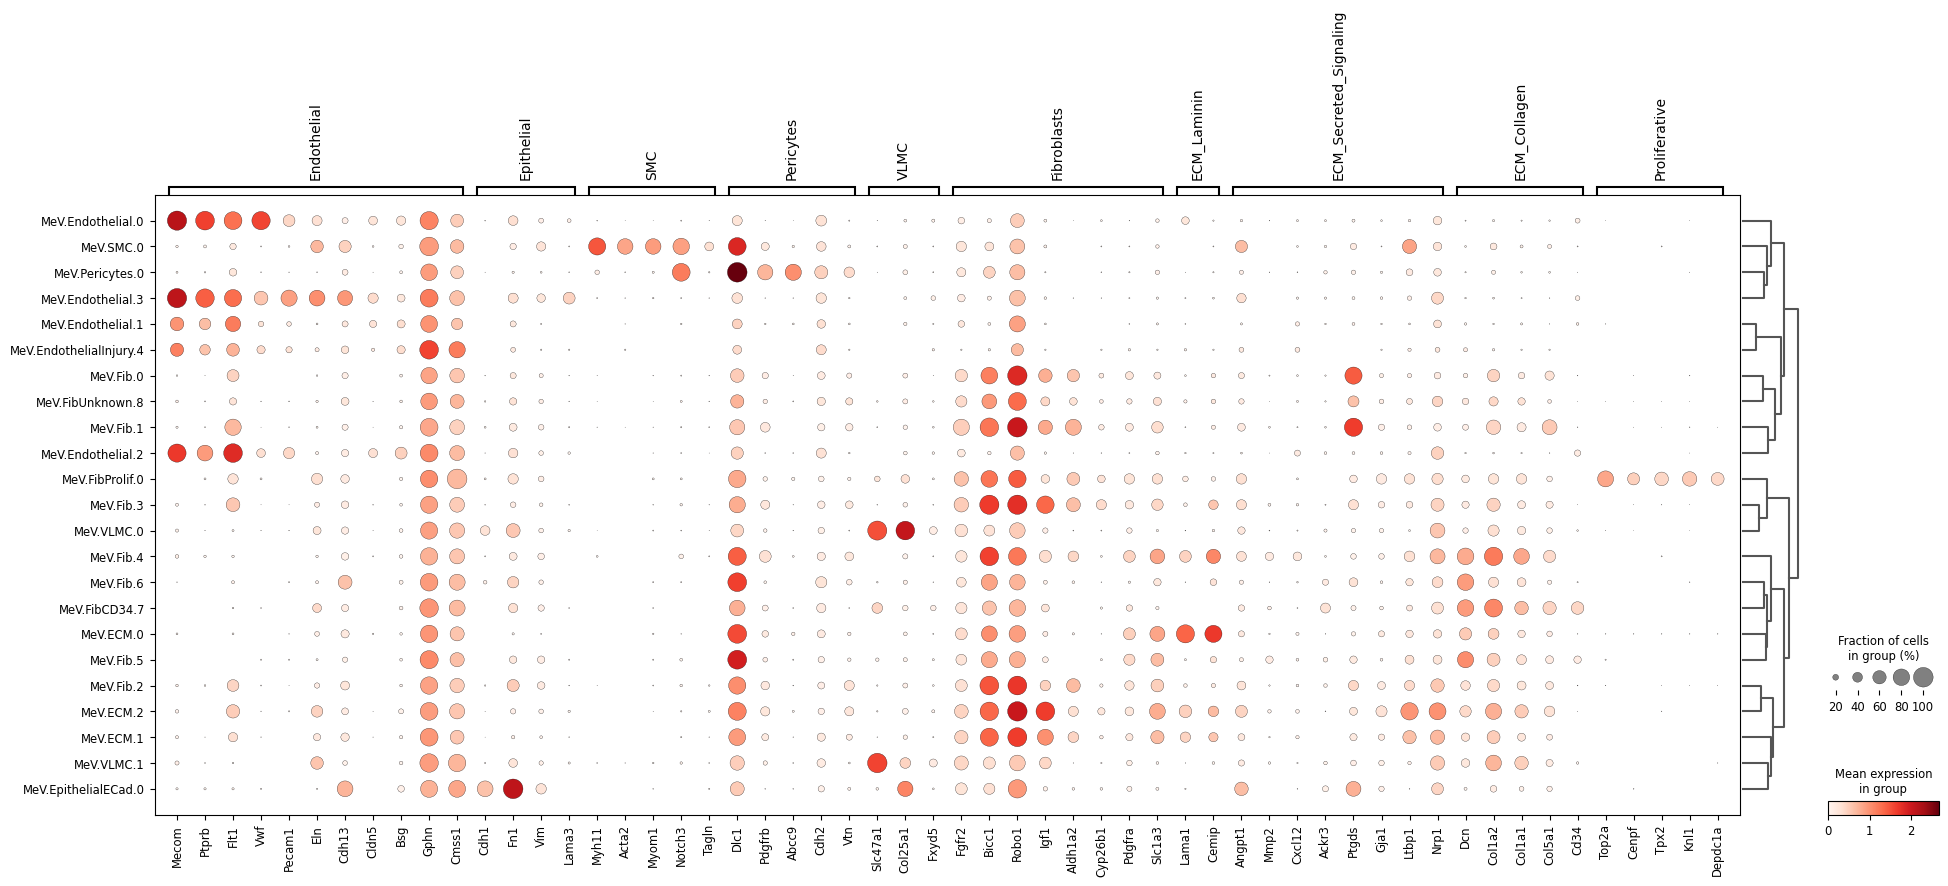 Endothelial
Epithelial
SMC
Pericytes
VLMC
Fibroblasts
ECM_Laminin
ECM_Secreted_Signaling
ECM_Collagen
Proliferative
MeV.Endothelial.0
MeV.SMC.0
MeV.Pericytes.0
MeV.Endothelial.3
MeV.Endothelial.1
MeV.EndothelialInjury.4
MeV.Fib.0
MeV.FibUnknown.8
MeV.Fib.1
MeV.Endothelial.2
MeV.FibProlif.0
MeV.Fib.3
MeV.VLMC.0
MeV.Fib.4
MeV.Fib.6
MeV.FibCD34.7
MeV.ECM.0
MeV.Fib.5
MeV.Fib.2
MeV.ECM.2
MeV.ECM.1
MeV.VLMC.1
MeV.EpithelialECad.0
Mecom
Ptprb
Flt1
Vwf
Pecam1
Eln
Cdh13
Cldn5
Bsg
Gphn
Cmss1
Cdh1
Fn1
Vim
Lama3
Myh11
Acta2
Myom1
Notch3
Tagln
Dlc1
Pdgfrb
Abcc9
Cdh2
Vtn
Slc47a1
Col25a1
Fxyd5
Fgfr2
Bicc1
Robo1
Igf1
Aldh1a2
Cyp26b1
Pdgfra
Slc1a3
Lama1
Cemip
Angpt1
Mmp2
Cxcl12
Ackr3
Ptgds
Gja1
Ltbp1
Nrp1
Dcn
Col1a2
Col1a1
Col5a1
Cd34
Top2a
Cenpf
Tpx2
Knl1
Depdc1a
Fraction of cells
in group (%)
20 40 60 80 100
Mean expression
in group
0 1 2